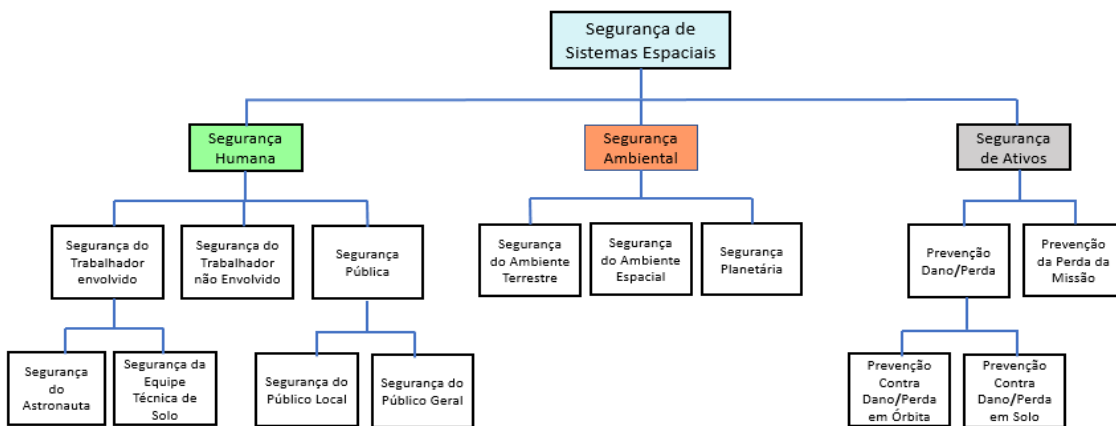 Segurança de
Sistemas Espaciais
Segurança
Humana
Segurança
Ambiental
Segurança
de Ativos
Segurança do
Trabalhador
envolvido
Segurança do
Trabalhador
não Envolvido
Segurança
Pública
Segurança
do Ambiente
Terrestre
Segurança
do Ambiente
Espacial
Segurança
Planetária
Prevenção
Dano/Perda
Prevenção
da Perda da
Missão
Segurança
do
Astronauta
Segurança da
Equipe
Técnica de
Solo
Segurança do
Público Local
Segurança do
Público Geral
Prevenção
Contra
Dano/Perda
em Órbita
Prevenção
Contra
Dano/Perda
em Solo